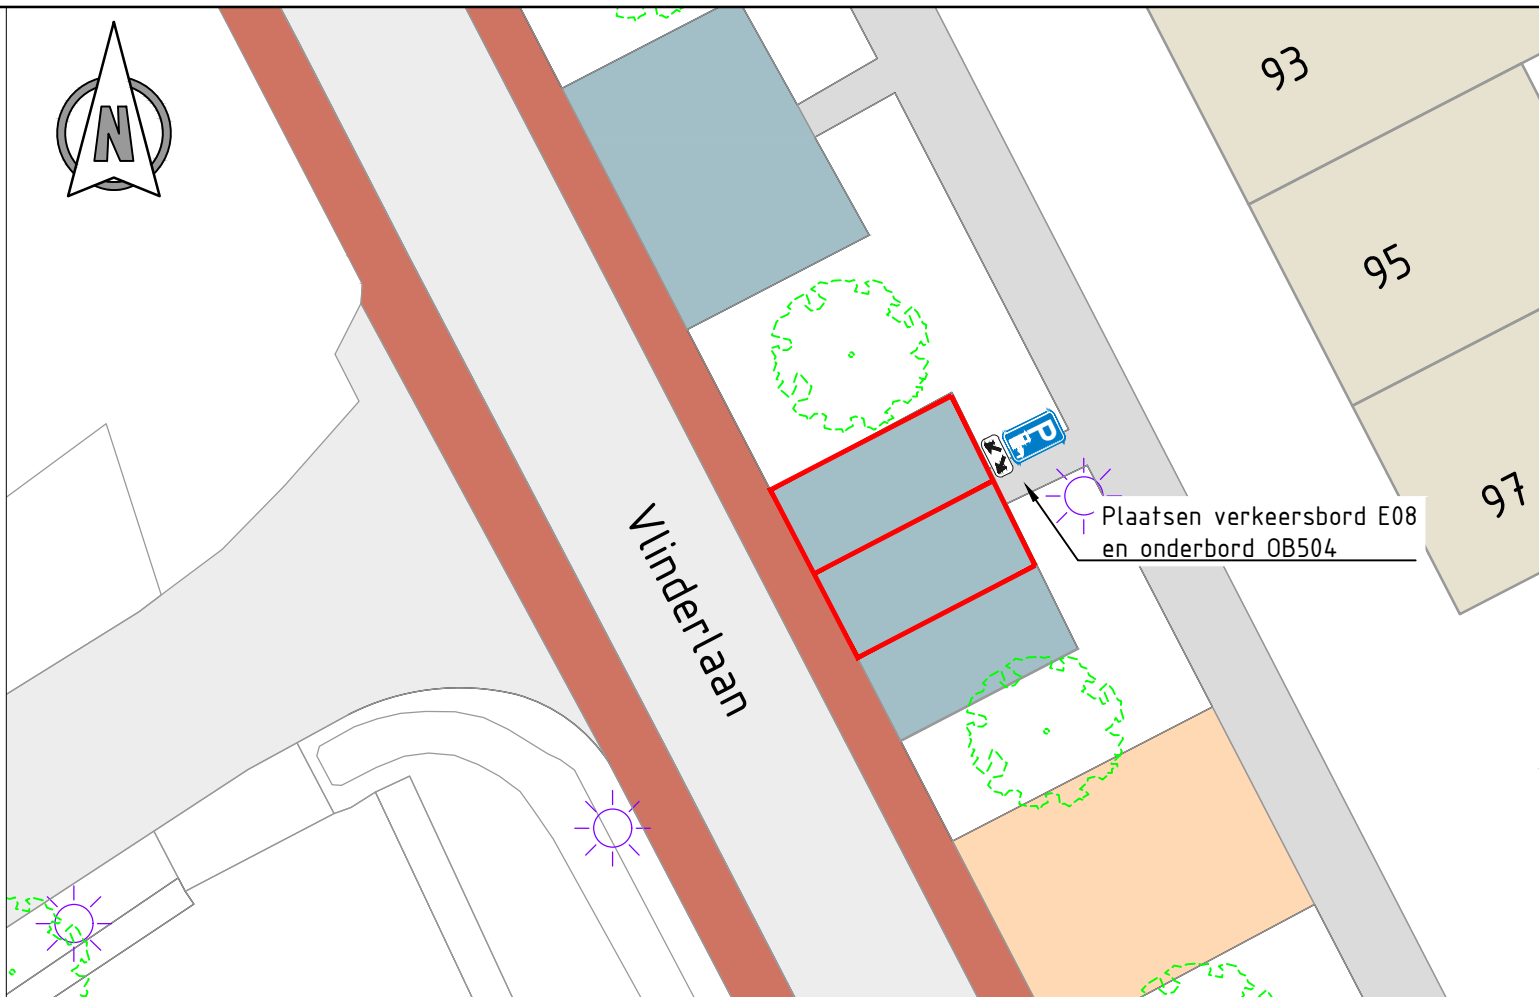 N
93
95
97
P
Vlinderlaan
Plaatsen verkeersbord E08
en onderbord OB504